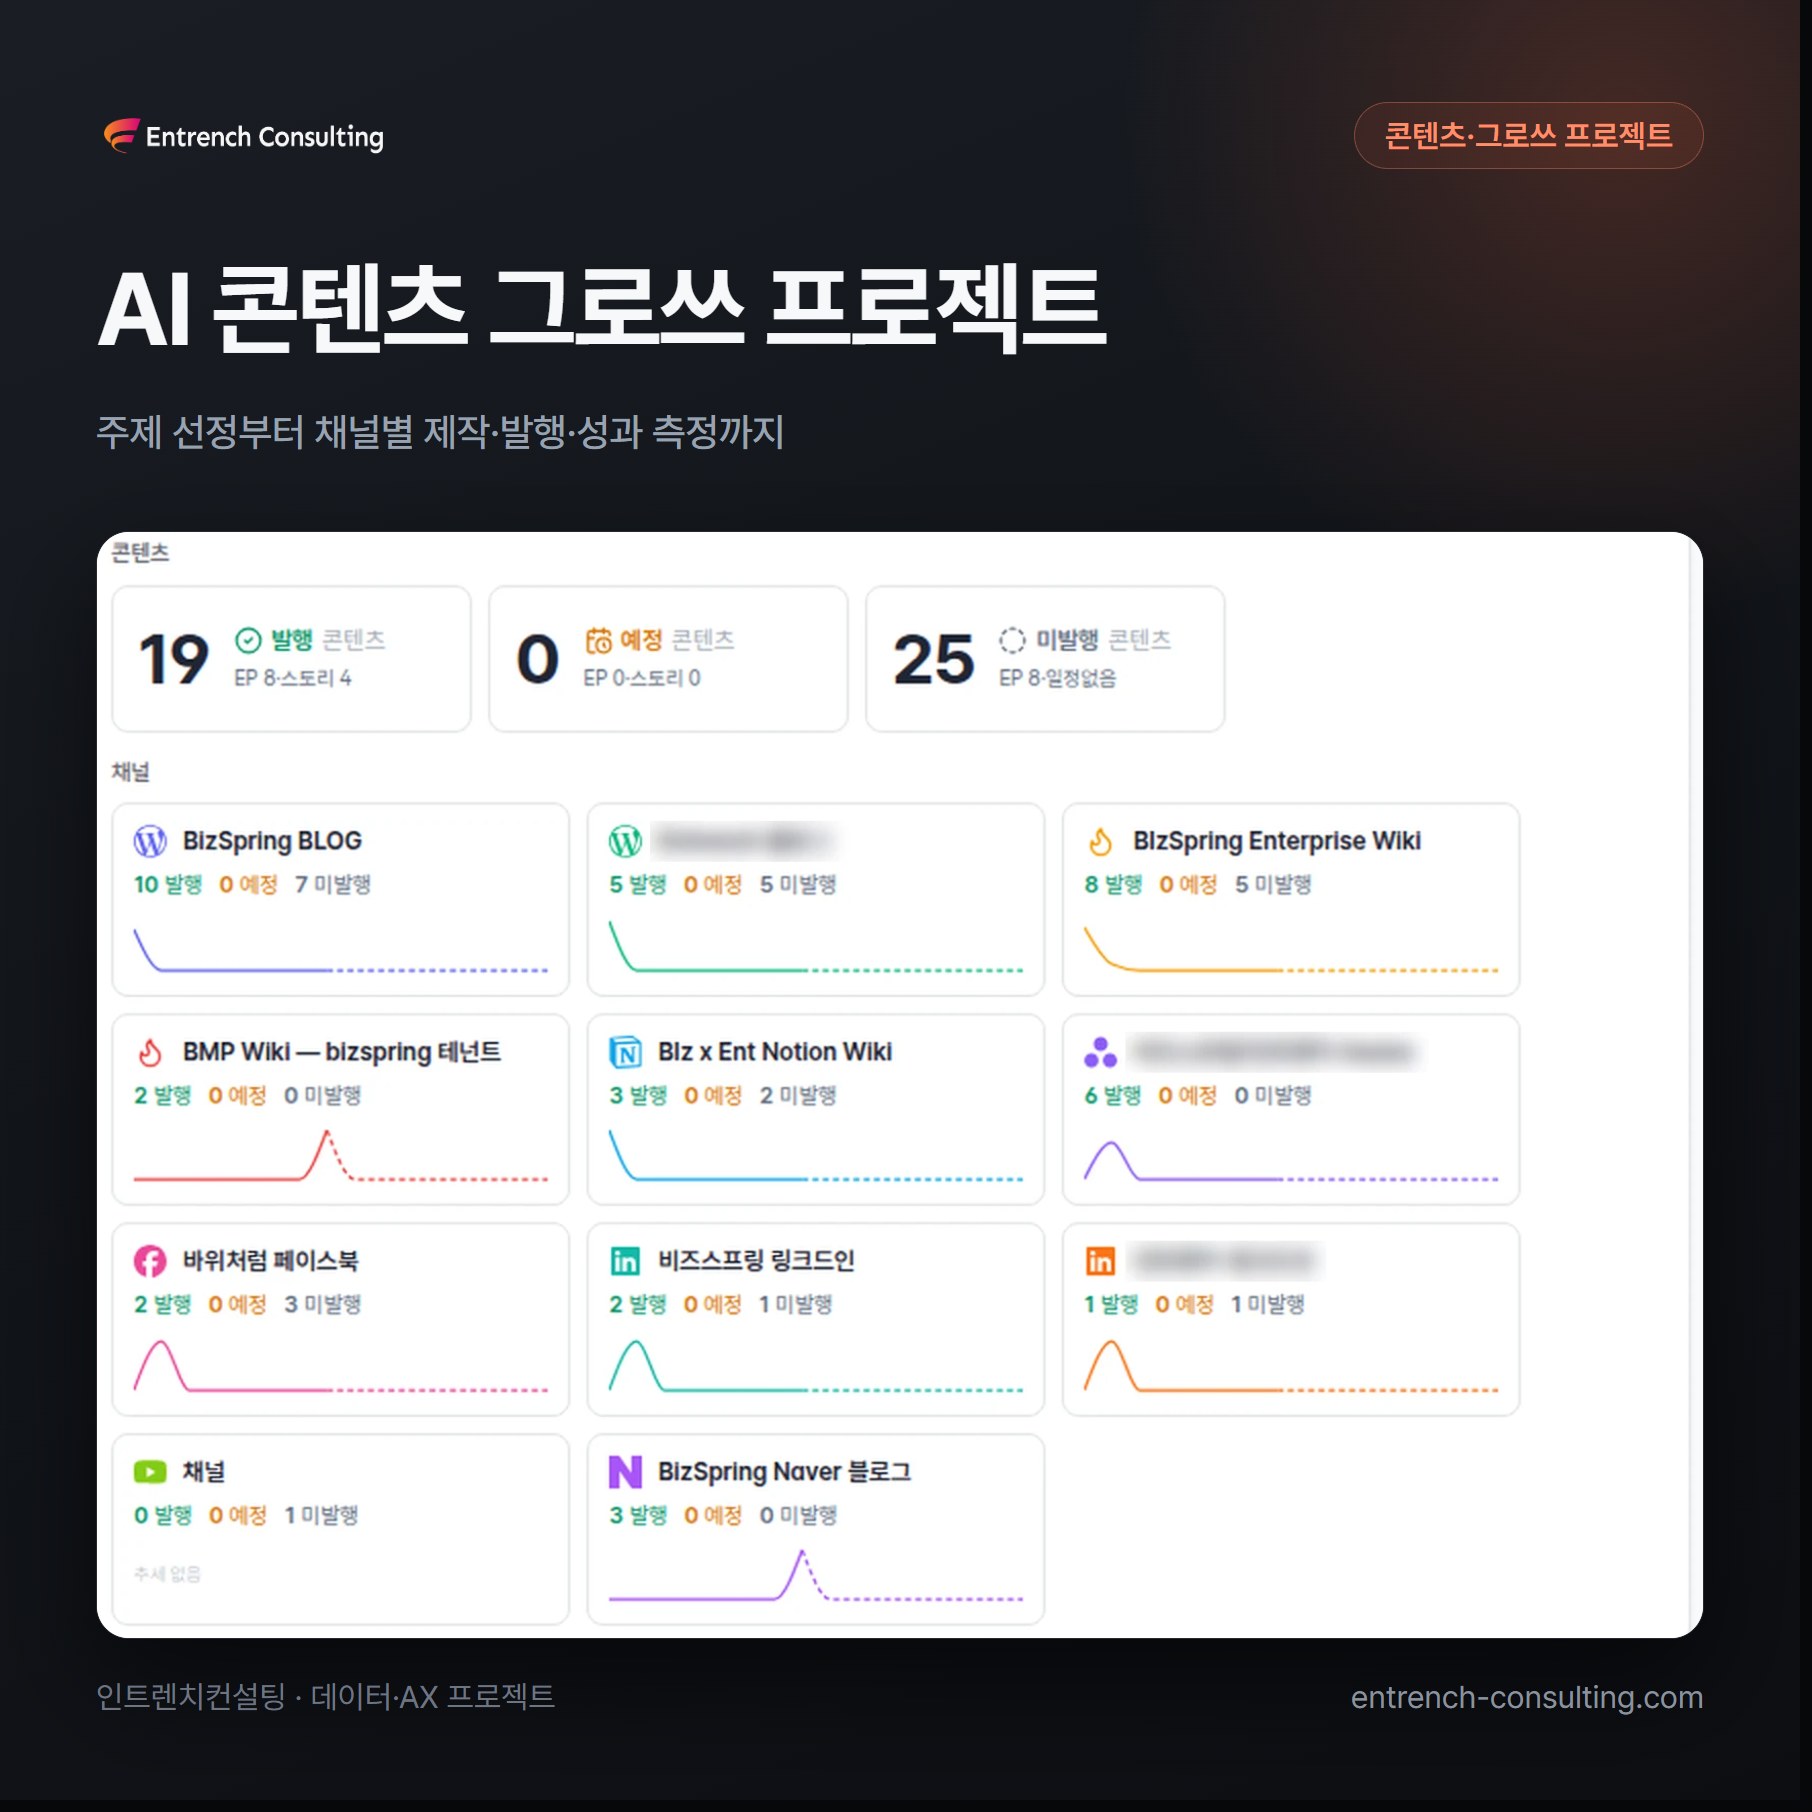 Entrench Consulting
콘텐츠·그로쓰 프로젝트
AI 콘텐츠 그로쓰 프로젝트
주제 선정부터 채널별 제작·발행·성과 측정까지
콘텐츠
19 발행 콘텐츠
EP 8·스토리 4
0 예정 콘텐츠
EP 0·스토리 0
25 미발행 콘텐츠
EP 8·일정없음
채널
BizSpring BLOG
10 발행 0 예정 7 미발행
5 발행 0 예정 5 미발행
BIzSpring Enterprise Wiki
8 발행 0 예정 5 미발행
BMP Wiki — bizspring 테넌트
2 발행 0 예정 0 미발행
BIz x Ent Notion Wiki
3 발행 0 예정 2 미발행
6 발행 0 예정 0 미발행
바위처럼 페이스북
2 발행 0 예정 3 미발행
비즈스프링 링크드인
2 발행 0 예정 1 미발행
1 발행 0 예정 1 미발행
채널
0 발행 0 예정 1 미발행
추세 없음
BizSpring Naver 블로그
3 발행 0 예정 0 미발행
인트렌치컨설팅 · 데이터·AX 프로젝트
entrench-consulting.com